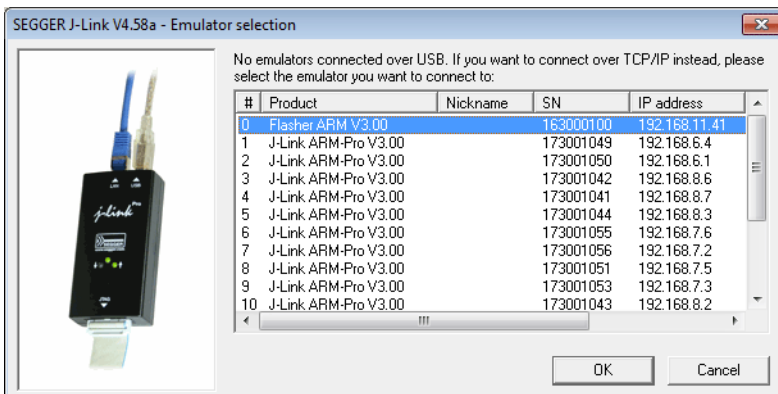 SEGGER J-Link V4.58a - Emulator selection
No emulators connected over USB. If you want to connect over TCP/IP instead, please
select the emulator you want to connect to:
# Product Nickname SN IP address
0 Flasher ARM V3.00 163000100 192.168.11.41
1 J-Link ARM-Pro V3.00 173001049 192.168.6.4
2 J-Link ARM-Pro V3.00 173001050 192.168.6.1
3 J-Link ARM-Pro V3.00 173001042 192.168.8.6
4 J-Link ARM-Pro V3.00 173001041 192.168.8.7
5 J-Link ARM-Pro V3.00 173001044 192.168.8.3
6 J-Link ARM-Pro V3.00 173001055 192.168.7.6
7 J-Link ARM-Pro V3.00 173001056 192.168.7.2
8 J-Link ARM-Pro V3.00 173001051 192.168.7.5
9 J-Link ARM-Pro V3.00 173001053 192.168.7.3
10 J-Link ARM-Pro V3.00 173001043 192.168.8.2
LAN USB
J-Link Pro
SEGGER
JTAG
OK Cancel